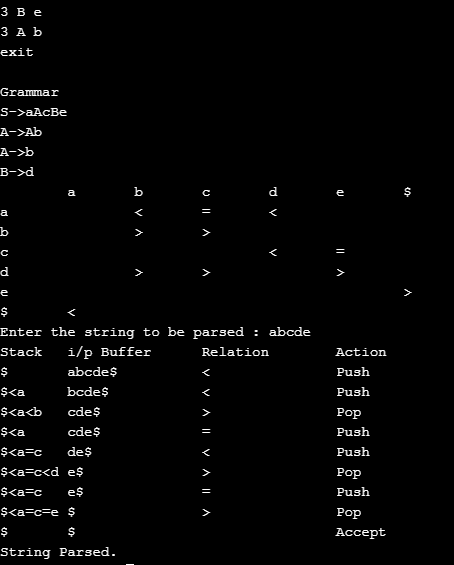 3 B e
3 A b
exit
Grammar
S->aAcBe
A->Ab
A->b
B->d
a b c d e $
a < = <
b > >
c < =
d > > >
e >
$ <
Enter the string to be parsed : abcde
Stack i/p Buffer Relation Action
$ abcde$ < Push
$<a bcde$ < Push
$<a<b cde$ > Pop
$<a cde$ = Push
$<a=c de$ < Push
$<a=c<d e$ > Pop
$<a=c e$ = Push
$<a=c=e $ > Pop
$ $ Accept
String Parsed.